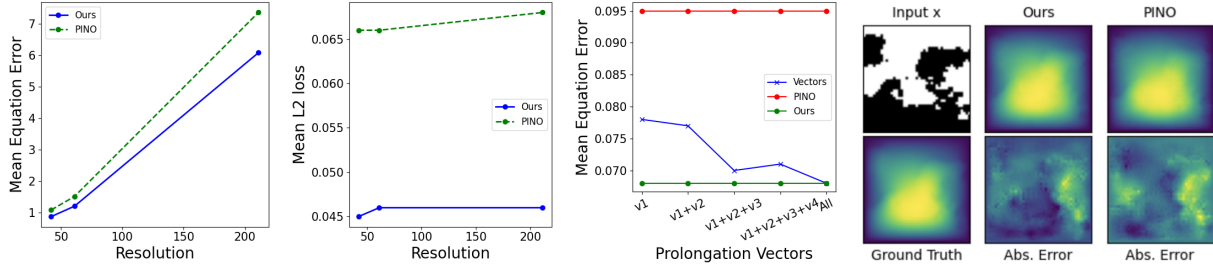 Mean Equation Error
7
6
5
4
3
2
1
Ours
PINO
50
100
150
200
Resolution
Mean L2 loss
0.065
0.060
0.055
0.050
0.045
Ours
PINO
50
100
150
200
Resolution
Mean Equation Error
0.095
0.090
0.085
0.080
0.075
0.070
Vectors
PINO
Ours
v1
v1+v2
v1+v2+v3
v1+v2+v3+v4
All
Prolongation Vectors
Input x
Ours
PINO
Ground Truth
Abs. Error
Abs. Error